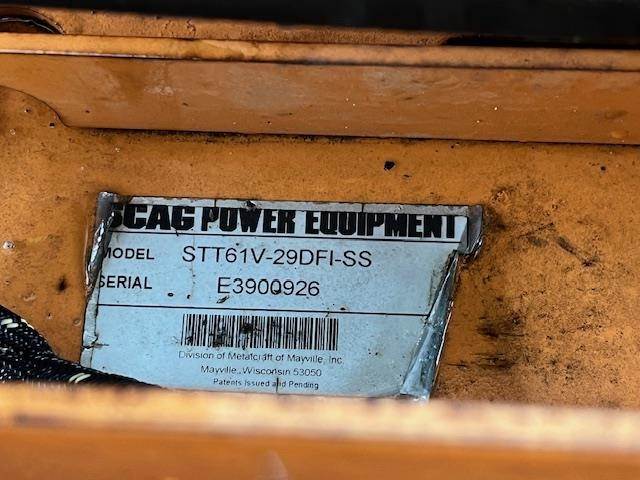 SCAG POWER EQUIPMENT
MODEL STT61V-29DFI-SS
SERIAL E3900926
Division of Metalcraft of Mayville, Inc.
Mayville, Wisconsin 53050
Patents Issued and Pending